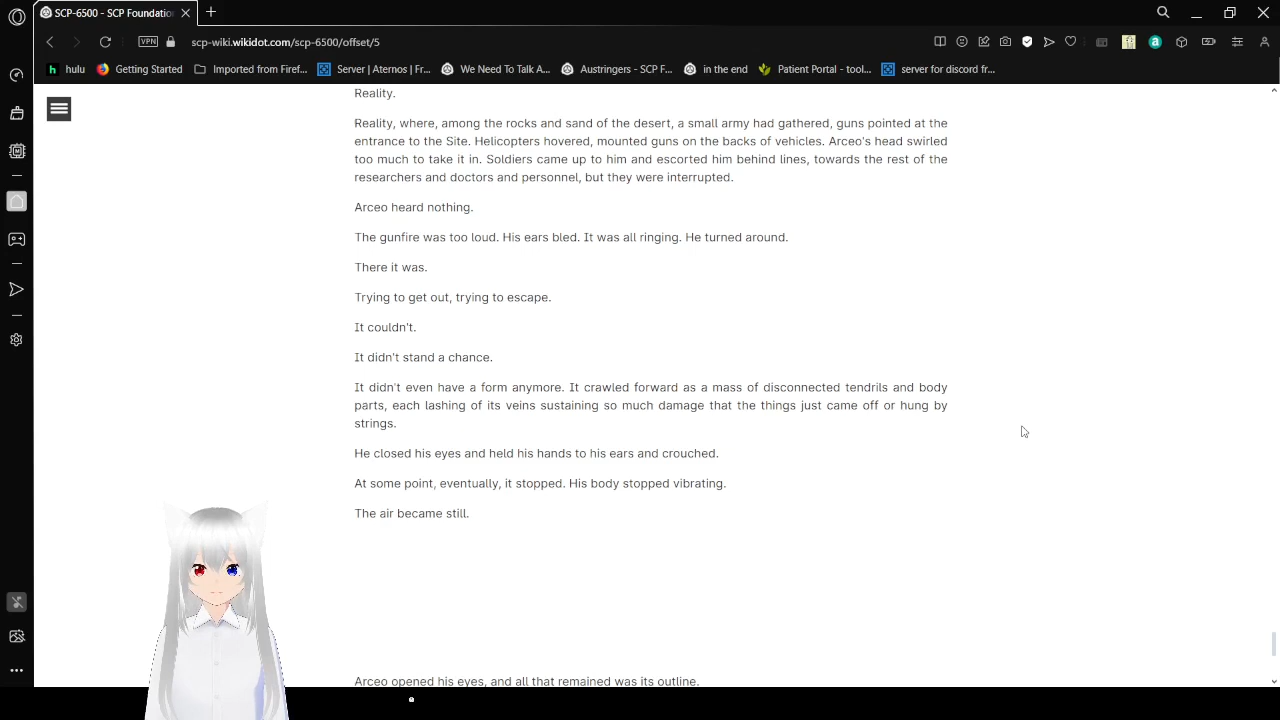 SCP-6500 - SCP Foundatio
scp-wiki.wikidot.com/scp-6500/offset/5
VPN
hulu
Getting Started
Imported from Firef...
Server | Aternos | Fr...
We Need To Talk A...
Austringers - SCP F...
in the end
Patient Portal - tool...
server for discord fr...
Reality.
Reality, where, among the rocks and sand of the desert, a small army had gathered, guns pointed at the
entrance to the Site. Helicopters hovered, mounted guns on the backs of vehicles. Arceo's head swirled
too much to take it in. Soldiers came up to him and escorted him behind lines, towards the rest of the
researchers and doctors and personnel, but they were interrupted.
Arceo heard nothing.
The gunfire was too loud. His ears bled. It was all ringing. He turned around.
There it was.
Trying to get out, trying to escape.
It couldn't.
It didn't stand a chance.
It didn't even have a form anymore. It crawled forward as a mass of disconnected tendrils and body
parts, each lashing of its veins sustaining so much damage that the things just came off or hung by
strings.
He closed his eyes and held his hands to his ears and crouched.
At some point, eventually, it stopped. His body stopped vibrating.
The air became still.
Arceo opened his eyes, and all that remained was its outline.